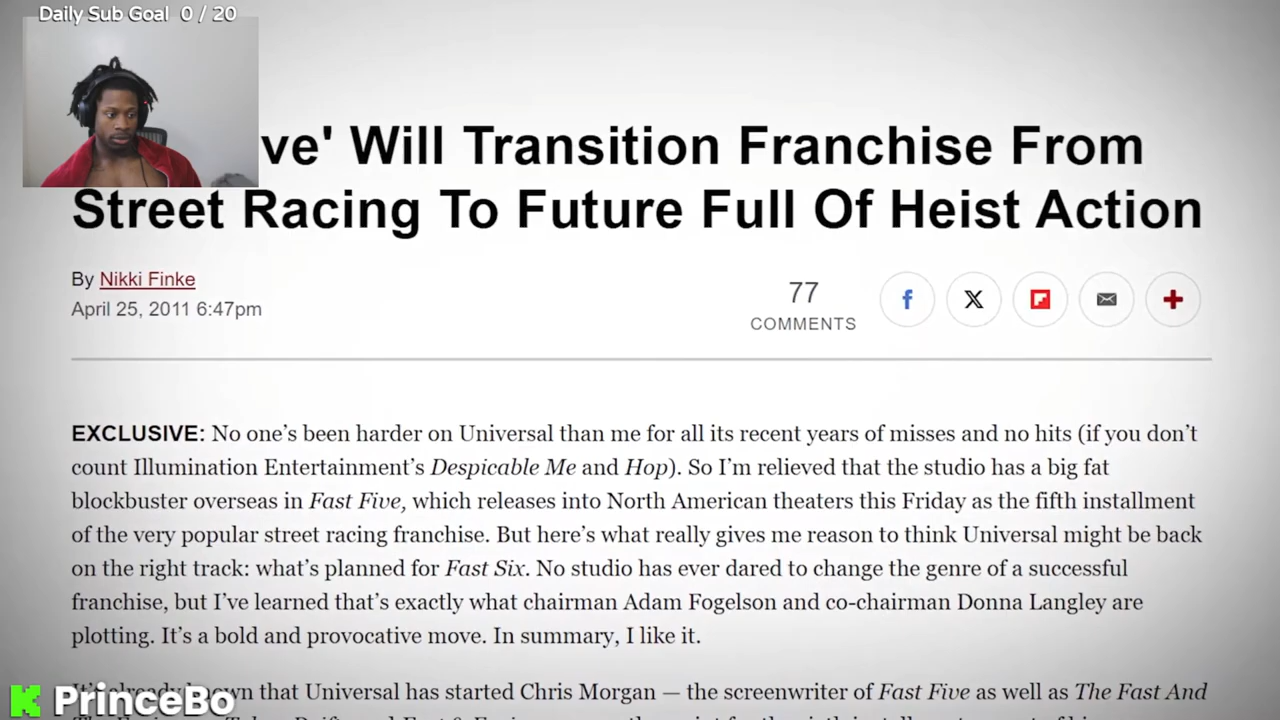 Daily Sub Goal 0 / 20
ve' Will Transition Franchise From
Street Racing To Future Full Of Heist Action
By Nikki Finke
April 25, 2011 6:47pm
77
COMMENTS
EXCLUSIVE: No one’s been harder on Universal than me for all its recent years of misses and no hits (if you don’t
count Illumination Entertainment’s Despicable Me and Hop). So I’m relieved that the studio has a big fat
blockbuster overseas in Fast Five, which releases into North American theaters this Friday as the fifth installment
of the very popular street racing franchise. But here’s what really gives me reason to think Universal might be back
on the right track: what’s planned for Fast Six. No studio has ever dared to change the genre of a successful
franchise, but I’ve learned that’s exactly what chairman Adam Fogelson and co-chairman Donna Langley are
plotting. It’s a bold and provocative move. In summary, I like it.
that Universal has started Chris Morgan — the screenwriter of Fast Five as well as The Fast And
PrinceBo